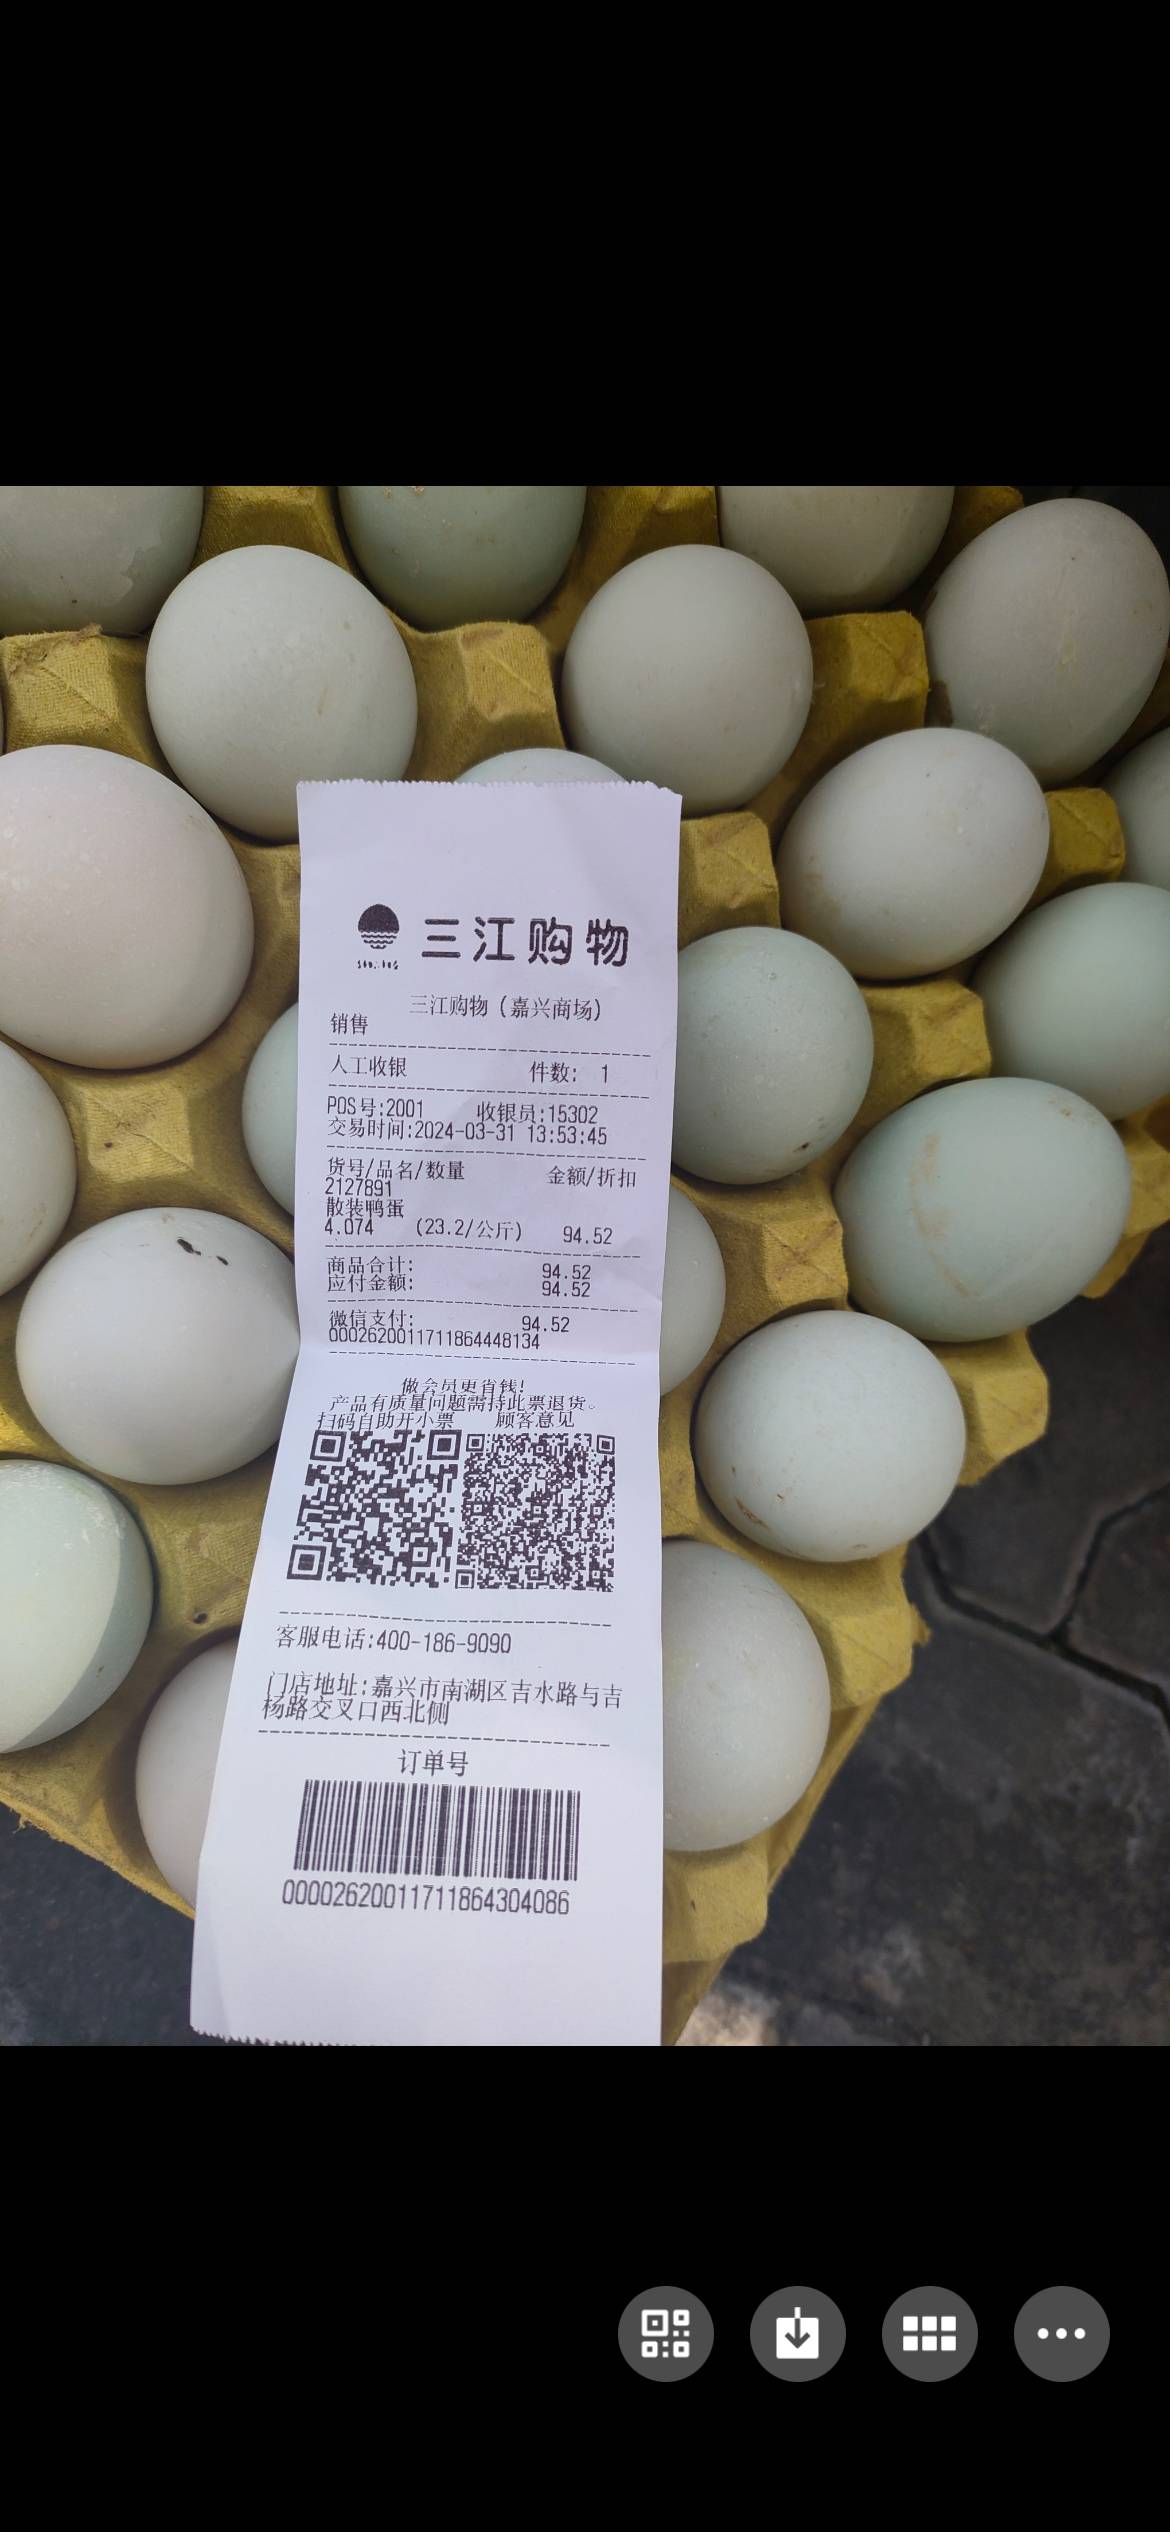 三江购物
三江购物(嘉兴商场)
销售
人工收银 件数: 1
POS号:2001 收银员:15302
交易时间:2024-03-31 13:53:45
货号/品名/数量 金额/折扣
2127891
散装鸭蛋
4.074 (23.2/公斤) 94.52
商品合计: 94.52
应付金额: 94.52
微信支付: 94.52
00026200117118644​48134
做会员更省钱!
产品有质量问题需持此票退货。
扫码自助开小票 顾客意见
客服电话:400-186-9090
门店地址:嘉兴市南湖区吉水路与吉
杨路交叉口西北侧
订单号
0000262001171​1864304086